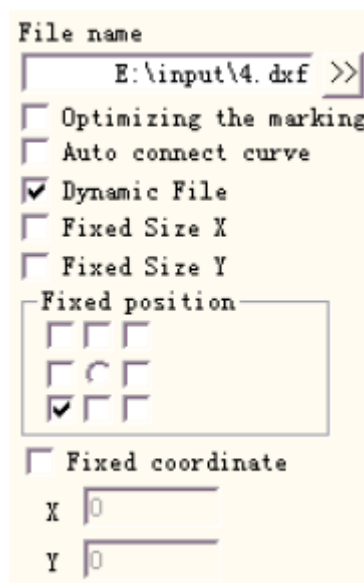 File name
E:\input\4.dxf >>
Optimizing the marking
Auto connect curve
Dynamic File
Fixed Size X
Fixed Size Y
Fixed position
Fixed coordinate
X 0
Y 0